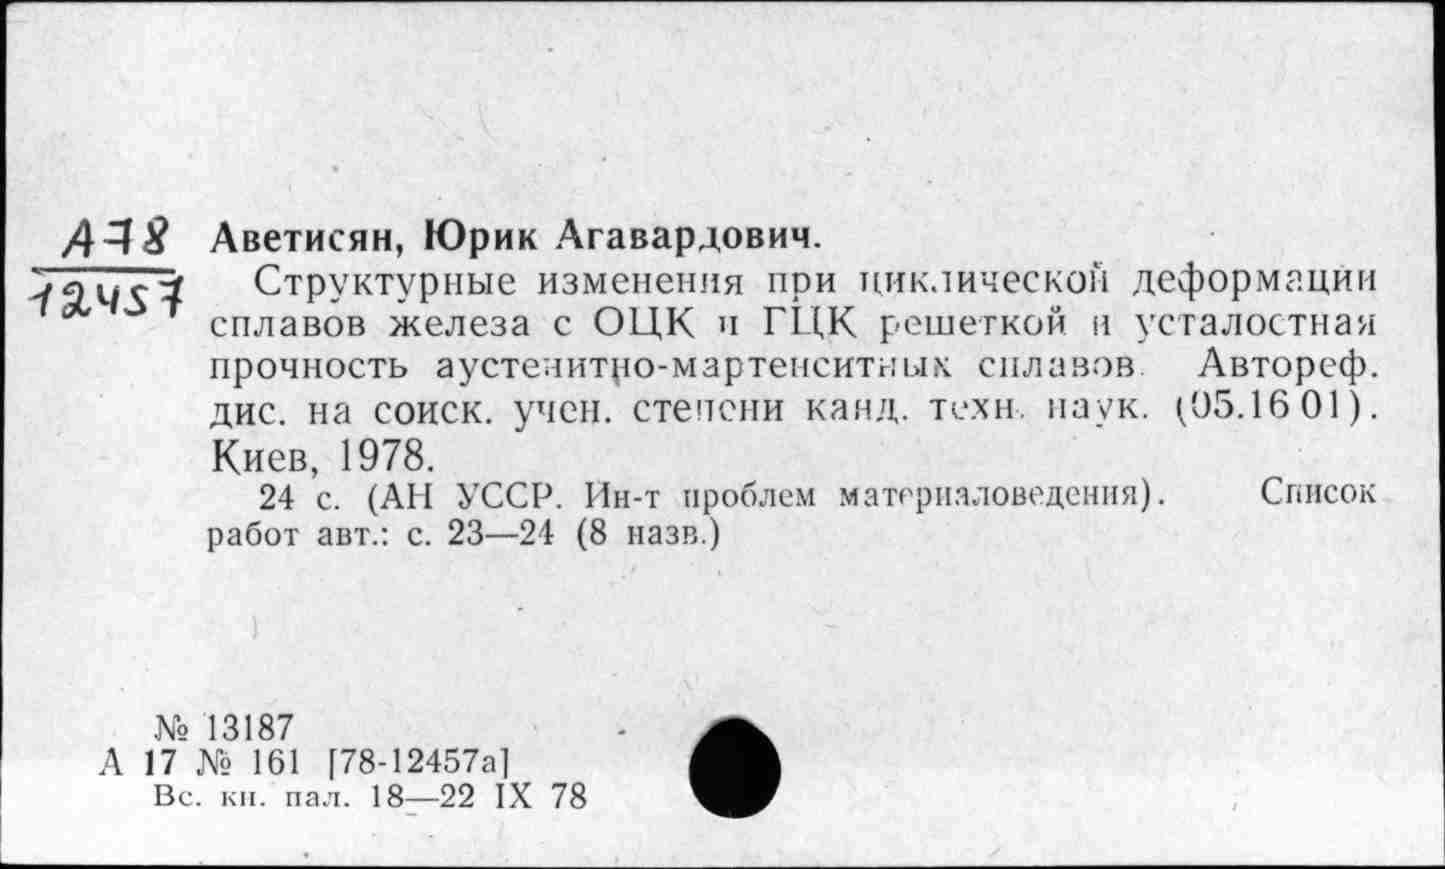 А78 Аветисян, Юрик Агавардович.
12457 Структурные изменения при циклической деформации
сплавов железа с ОЦК и ГЦК решеткой и усталостная
прочность аустенитно-мартенситных сплавов. Автореф.
дис. на соиск. учен. степени канд. техн. наук. (05.16 01).
Киев, 1978.
24 с. (АН УССР. Ин-т проблем материаловедения). Список
работ авт.: с. 23—24 (8 назв.)
№ 13187
А 17 № 161 [78-12457а]
Вс. кн. пал. 18—22 IX 78